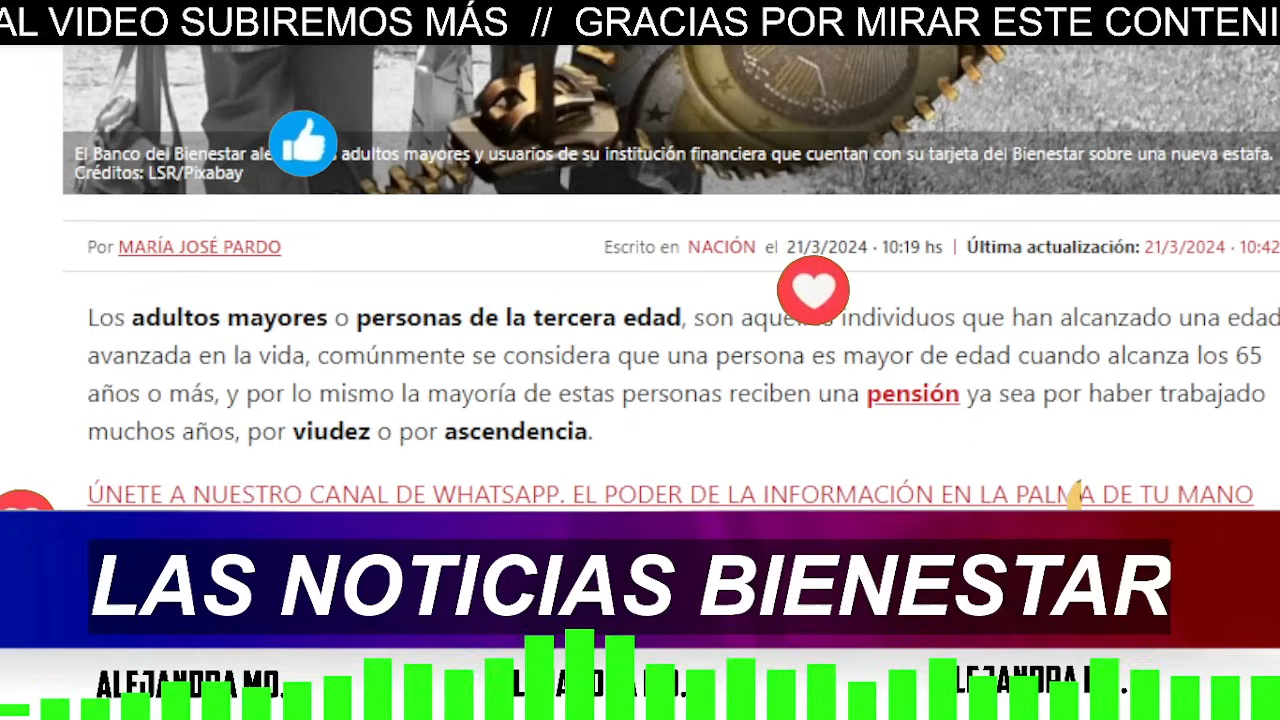 AL VIDEO SUBIREMOS MÁS // GRACIAS POR MIRAR ESTE CONTENI
El Banco del Bienestar adultos mayores y usuarios de su institución financiera que cuentan con su tarjeta del Bienestar sobre una nueva estafa.
Créditos: LSR/Pixabay
Por MARÍA JOSÉ PARDO Escrito en NACIÓN el 21/3/2024 · 10:19 hs | Última actualización: 21/3/2024 · 10:42
Los adultos mayores o personas de la tercera edad, son individuos que han alcanzado una edad
avanzada en la vida, comúnmente se considera que una persona es mayor de edad cuando alcanza los 65
años o más, y por lo mismo la mayoría de estas personas reciben una pensión ya sea por haber trabajado
muchos años, por viudez o por ascendencia.
ÚNETE A NUESTRO CANAL DE WHATSAPP. EL PODER DE LA INFORMACIÓN EN LA PALMA DE TU MANO
LAS NOTICIAS BIENESTAR
ALEJANDRA MO.